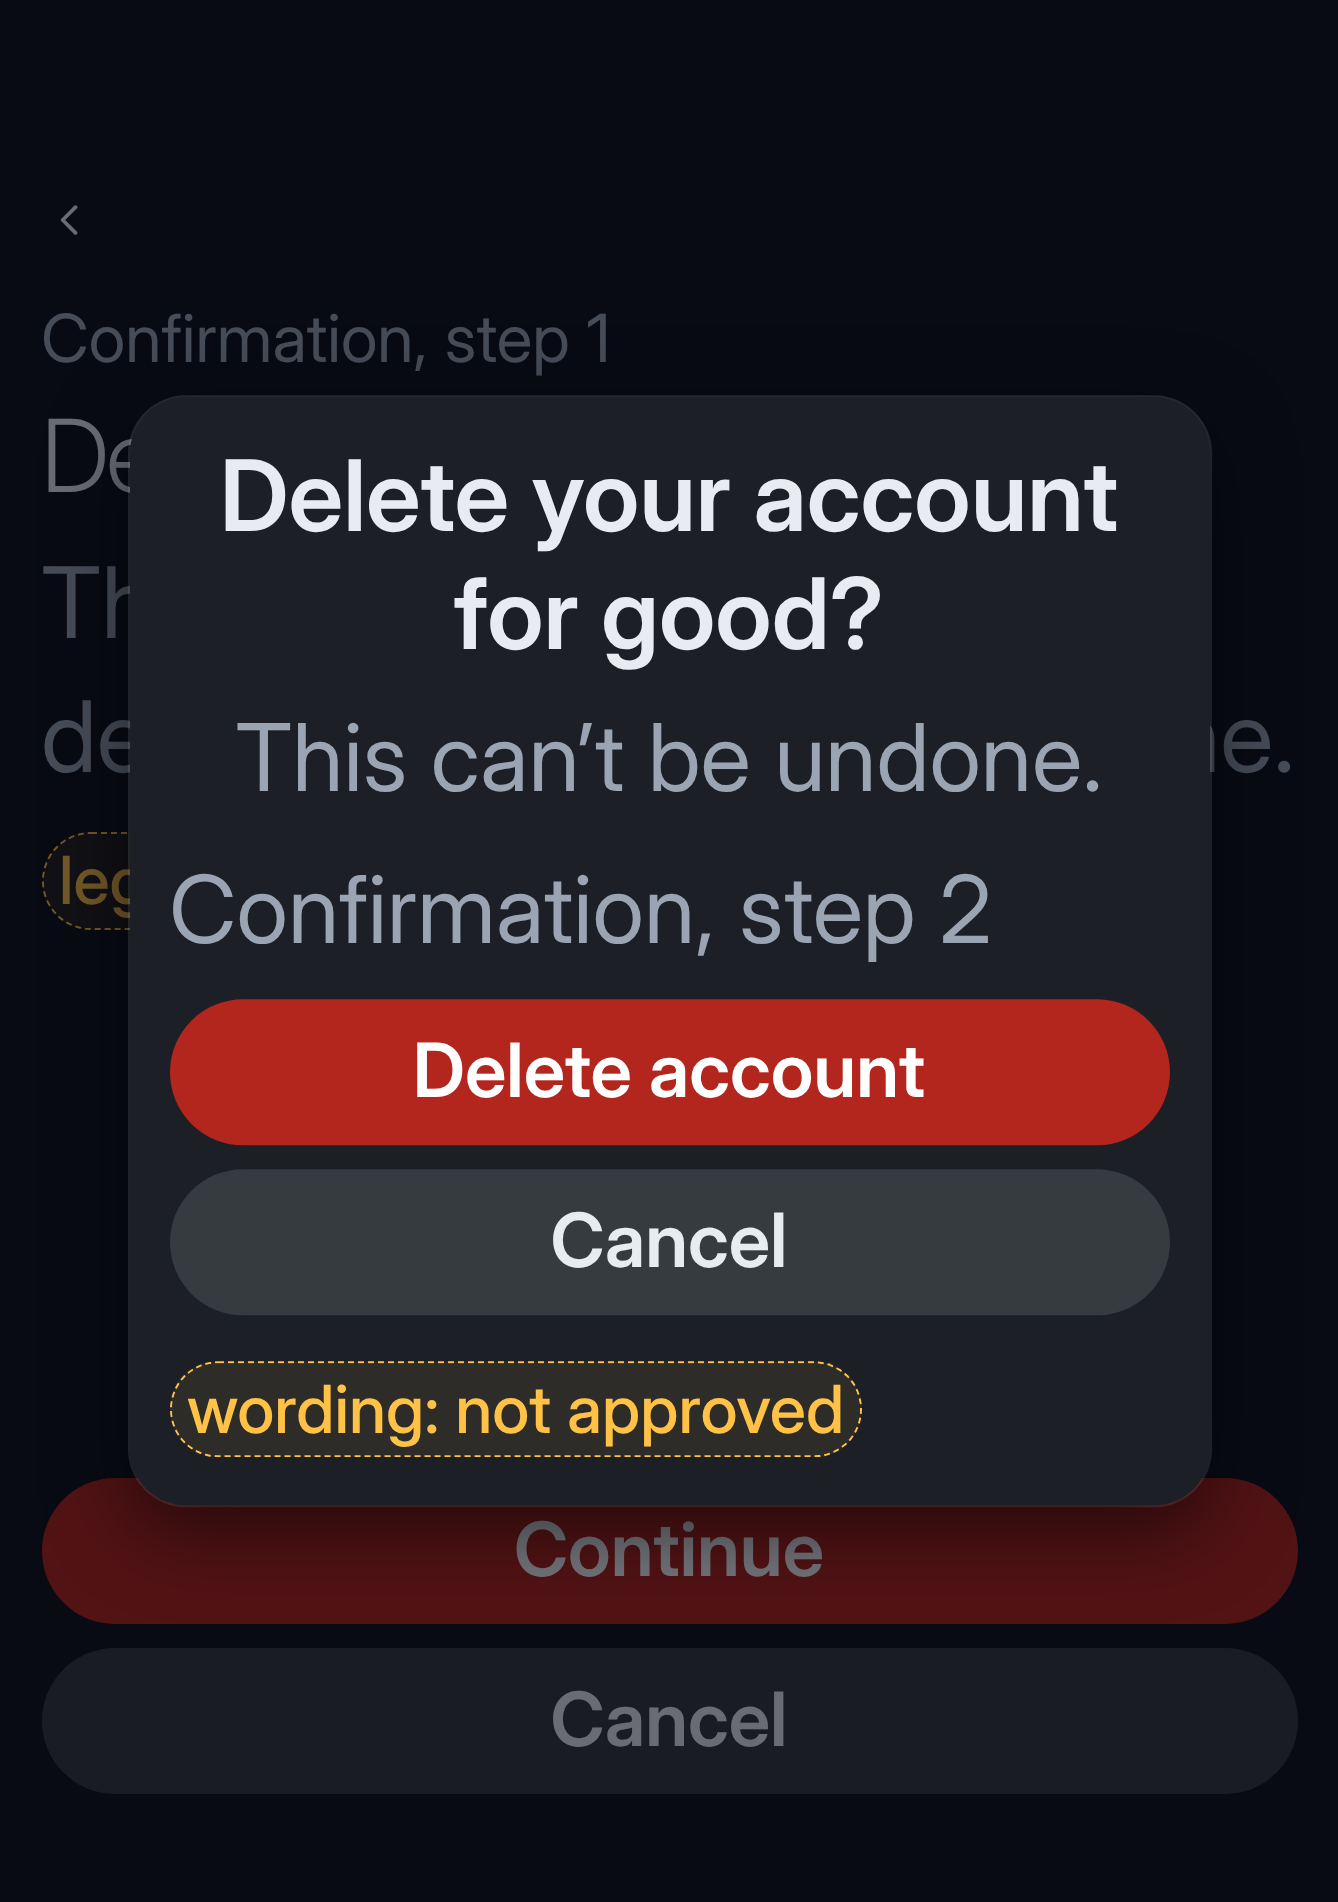 Confirmation, step 1
Delete your account
for good?
This can’t be undone.
Confirmation, step 2
Delete account
Cancel
wording: not approved
Continue
Cancel